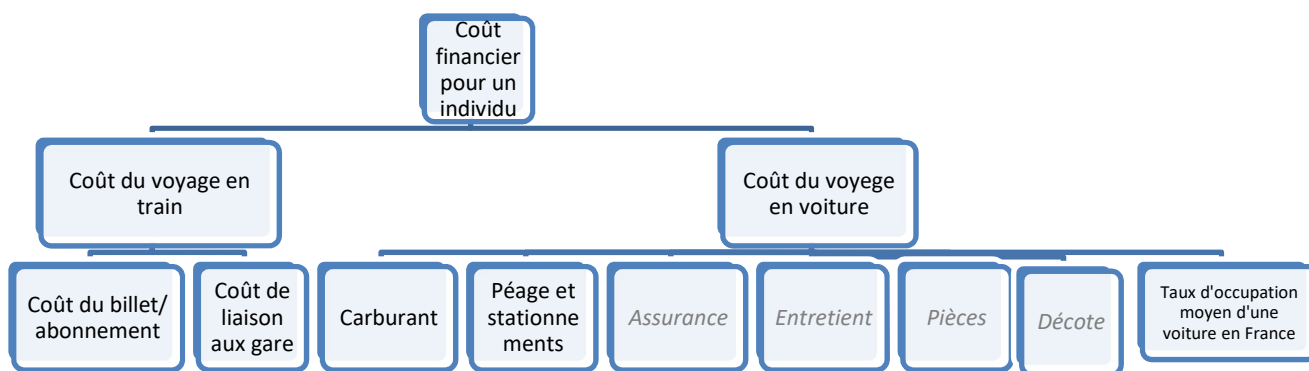 Coût
financier
pour un
individu
Coût du voyage en
train
Coût du voyege
en voiture
Coût du billet/
abonnement
Coût de
liaison
aux gare
Carburant
Péage et
stationne
ments
Assurance
Entretient
Pièces
Décote
Taux d'occupation
moyen d'une
voiture en France